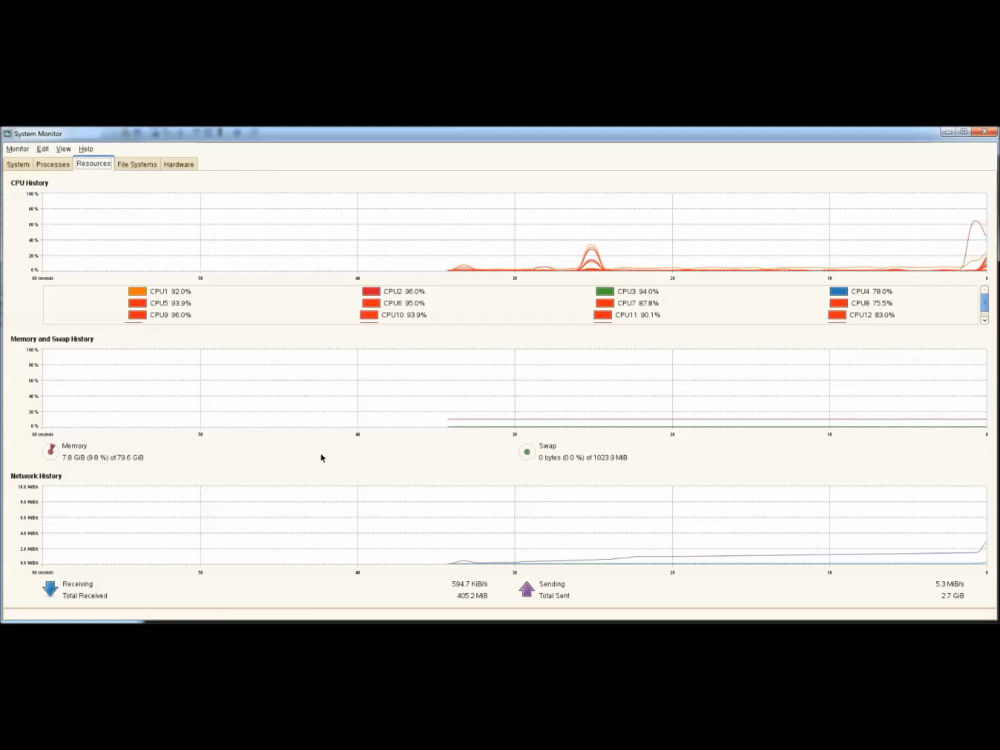 System Monitor
Monitor Edit View Help
System Processes Resources File Systems Hardware
CPU History
100 %
80 %
60 %
40 %
20 %
0 %
60 seconds 50 40 30 20 10 0
CPU1 92.0% CPU2 96.0% CPU3 94.0% CPU4 78.0%
CPU5 93.9% CPU6 95.0% CPU7 87.8% CPU8 75.5%
CPU9 96.0% CPU10 93.9% CPU11 90.1% CPU12 83.0%
Memory and Swap History
100 %
80 %
60 %
40 %
20 %
0 %
60 seconds 50 40 30 20 10 0
Memory Swap
7.8 GiB (9.8 %) of 79.6 GiB 0 bytes (0.0 %) of 1023.9 MiB
Network History
10.0 MiB/s
8.0 MiB/s
6.0 MiB/s
4.0 MiB/s
2.0 MiB/s
0.0 MiB/s
60 seconds 50 40 30 20 10 0
Receiving 594.7 KiB/s Sending 5.3 MiB/s
Total Received 405.2 MiB Total Sent 2.7 GiB